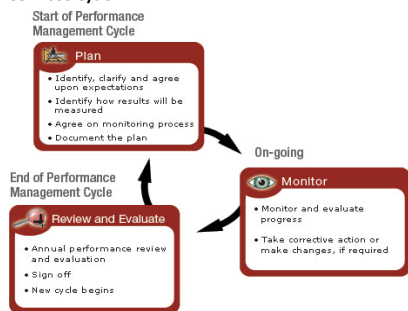 Start of Performance
Management Cycle
Plan
• Identify, clarify and agree
upon expectations
• Identify how results will be
measured
• Agree on monitoring process
• Document the plan
On-going
Monitor
• Monitor and evaluate
progress
• Take corrective action or
make changes, if required
End of Performance
Management Cycle
Review and Evaluate
• Annual performance review
and evaluation
• Sign off
• New cycle begins